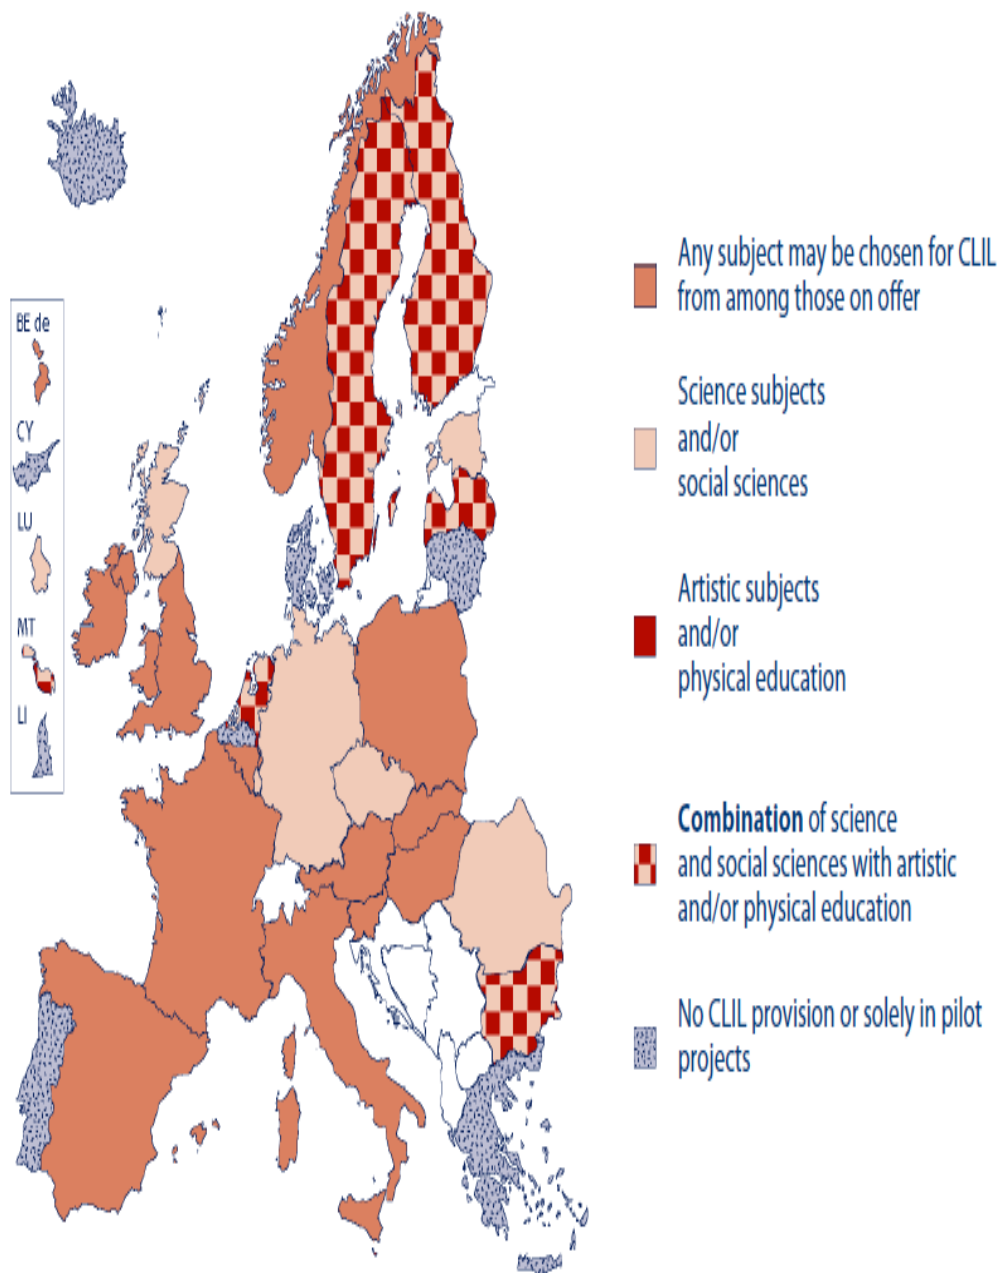 BE de
CY
LU
MT
LI
Any subject may be chosen for CLIL
from among those on offer
Science subjects
and/or
social sciences
Artistic subjects
and/or
physical education
Combination of science
and social sciences with artistic
and/or physical education
No CLIL provision or solely in pilot
projects